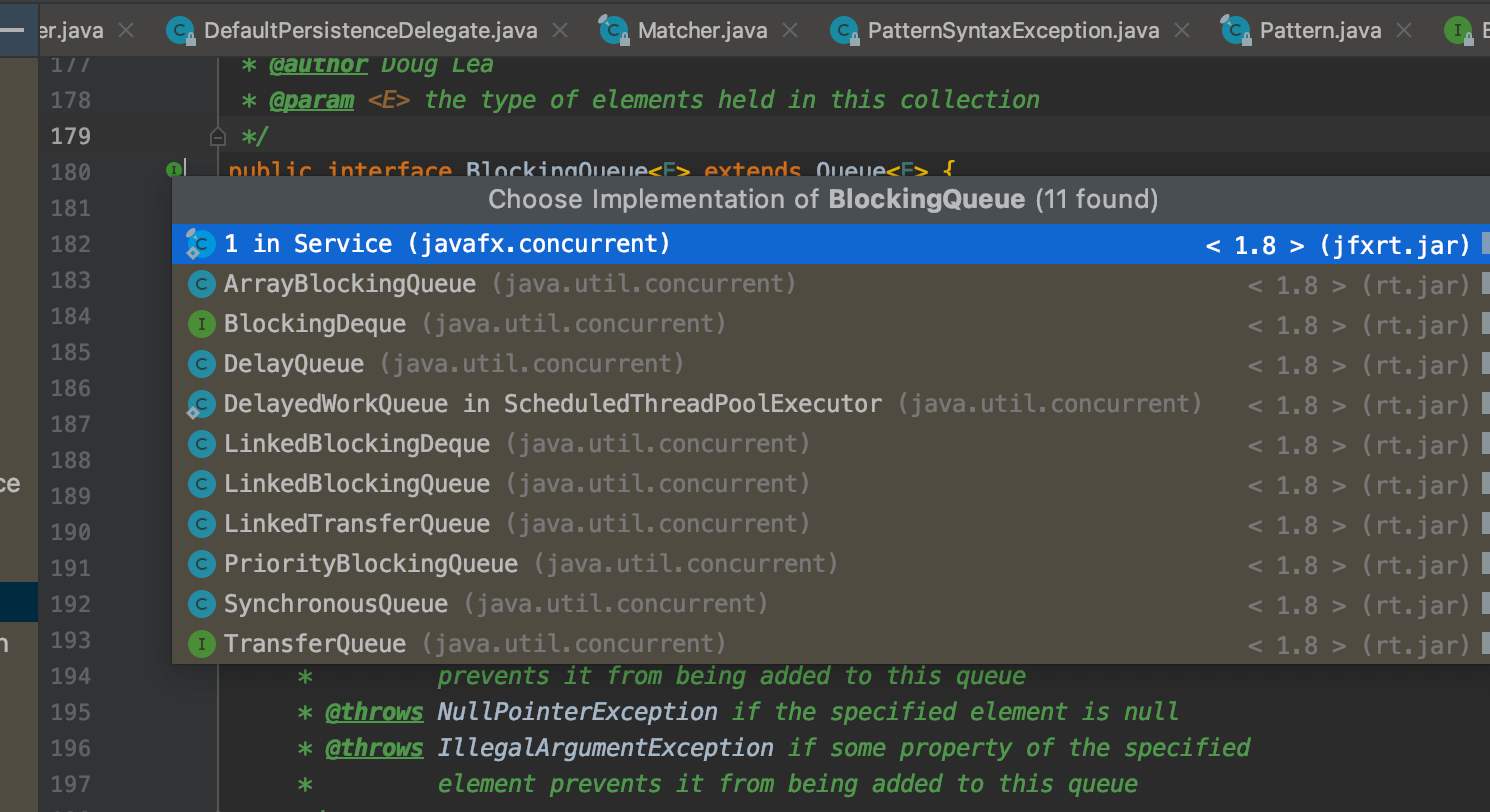 er.java DefaultPersistenceDelegate.java Matcher.java PatternSyntaxException.java Pattern.java
177 * @author Doug Lea
178 * @param <E> the type of elements held in this collection
179 */
180 public interface BlockingQueue<E> extends Queue<E> {
181
Choose Implementation of BlockingQueue (11 found)
182 1 in Service (javafx.concurrent) < 1.8 > (jfxrt.jar)
183 ArrayBlockingQueue (java.util.concurrent) < 1.8 > (rt.jar)
184 BlockingDeque (java.util.concurrent) < 1.8 > (rt.jar)
185 DelayQueue (java.util.concurrent) < 1.8 > (rt.jar)
186
187 DelayedWorkQueue in ScheduledThreadPoolExecutor (java.util.concurrent) < 1.8 > (rt.jar)
188 LinkedBlockingDeque (java.util.concurrent) < 1.8 > (rt.jar)
ce 189 LinkedBlockingQueue (java.util.concurrent) < 1.8 > (rt.jar)
190 LinkedTransferQueue (java.util.concurrent) < 1.8 > (rt.jar)
191 PriorityBlockingQueue (java.util.concurrent) < 1.8 > (rt.jar)
192 SynchronousQueue (java.util.concurrent) < 1.8 > (rt.jar)
n 193 TransferQueue (java.util.concurrent) < 1.8 > (rt.jar)
194 * prevents it from being added to this queue
195 * @throws NullPointerException if the specified element is null
196 * @throws IllegalArgumentException if some property of the specified
197 * element prevents it from being added to this queue